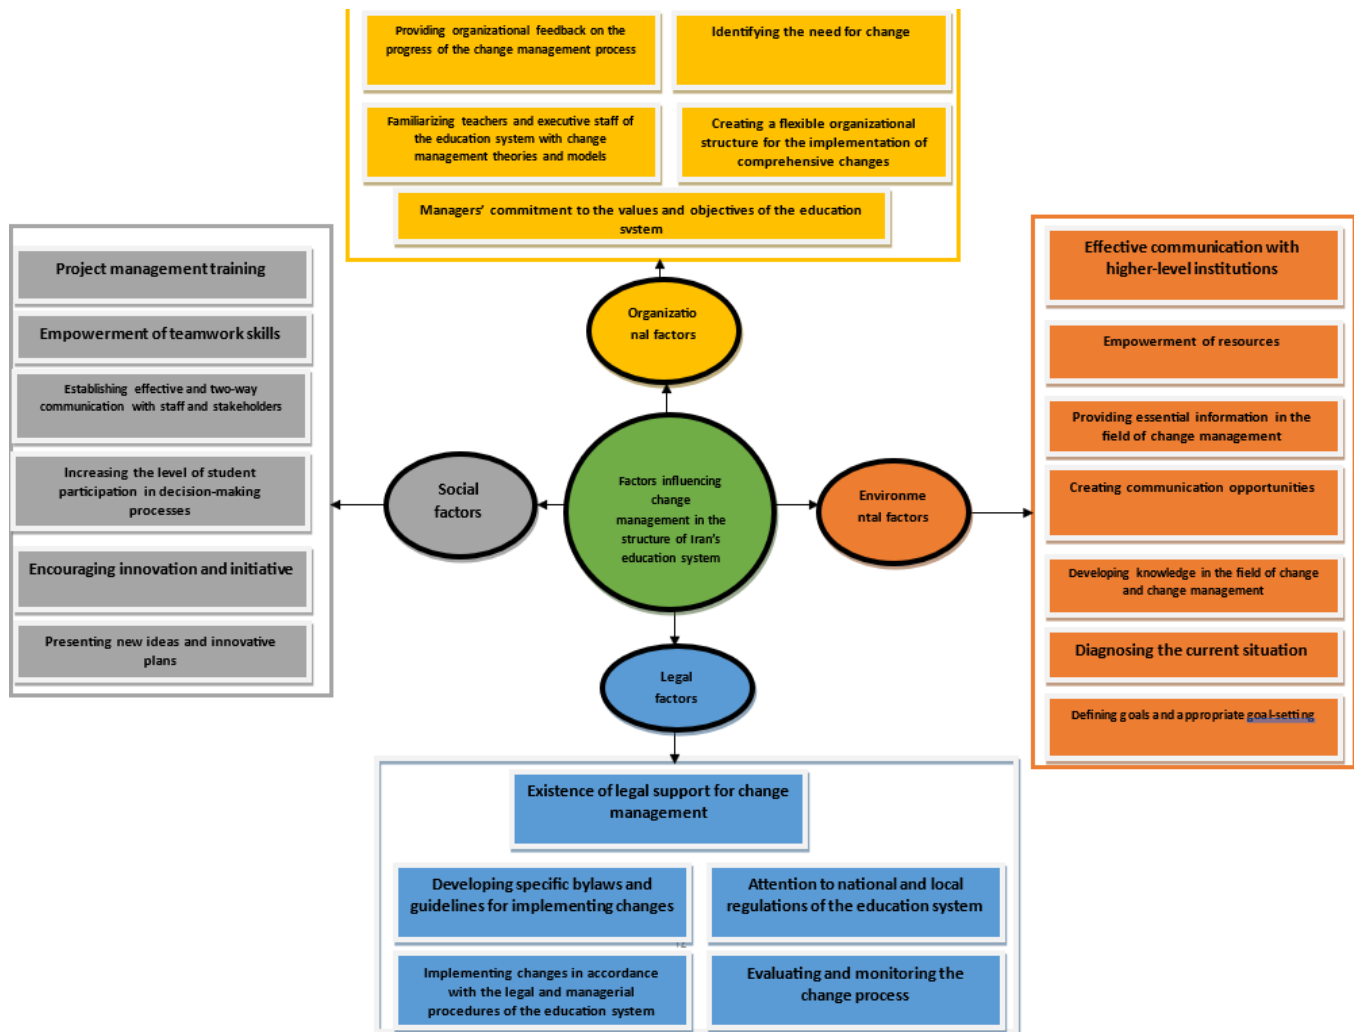 Providing organizational feedback on the
progress of the change management process
Identifying the need for change
Familiarizing teachers and executive staff of
the education system with change
management theories and models
Creating a flexible organizational
structure for the implementation of
comprehensive changes
Managers' commitment to the values and objectives of the education
system
Organizatio
nal factors
Project management training
Empowerment of teamwork skills
Establishing effective and two-way
communication with staff and stakeholders
Increasing the level of student
participation in decision-making
processes
Encouraging innovation and initiative
Presenting new ideas and innovative
plans
Social
factors
Factors influencing
change
management in the
structure of Iran's
education system
Environme
ntal factors
Effective communication with
higher-level institutions
Empowerment of resources
Providing essential information in the
field of change management
Creating communication opportunities
Developing knowledge in the field of change
and change management
Diagnosing the current situation
Defining goals and appropriate goal-setting
Legal
factors
Existence of legal support for change
management
Developing specific bylaws and
guidelines for implementing changes
Attention to national and local
regulations of the education system
Implementing changes in accordance
with the legal and managerial
procedures of the education system
Evaluating and monitoring the
change process